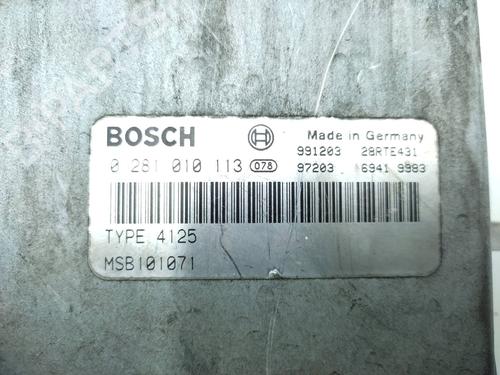 BOSCH
Made in Germany
0 281 010 113 078
991203 28RTE431
97203 6941 9983
TYPE 4125
MSB101071